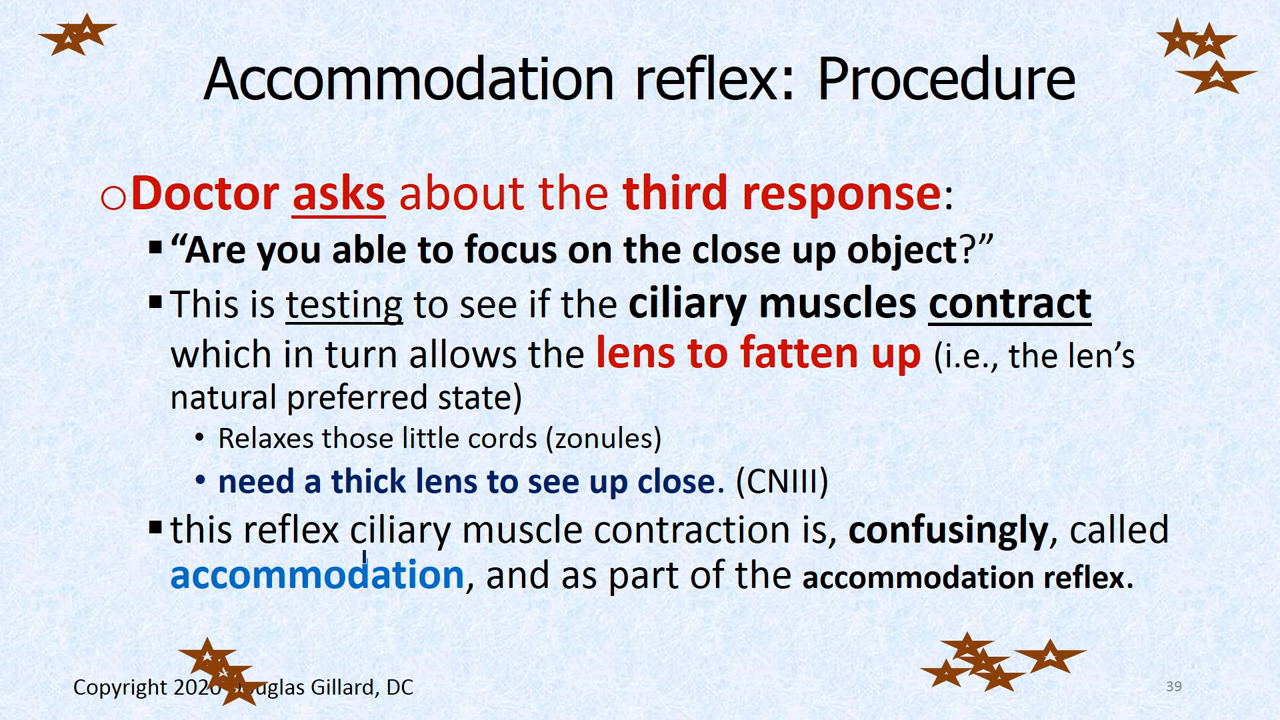 Accommodation reflex: Procedure
oDoctor asks about the third response:
▪“Are you able to focus on the close up object?”
▪This is testing to see if the ciliary muscles contract
which in turn allows the lens to fatten up (i.e., the len’s
natural preferred state)
• Relaxes those little cords (zonules)
• need a thick lens to see up close. (CNIII)
▪this reflex ciliary muscle contraction is, confusingly, called
accommodation, and as part of the accommodation reflex.
Copyright 2020 Douglas Gillard, DC
39